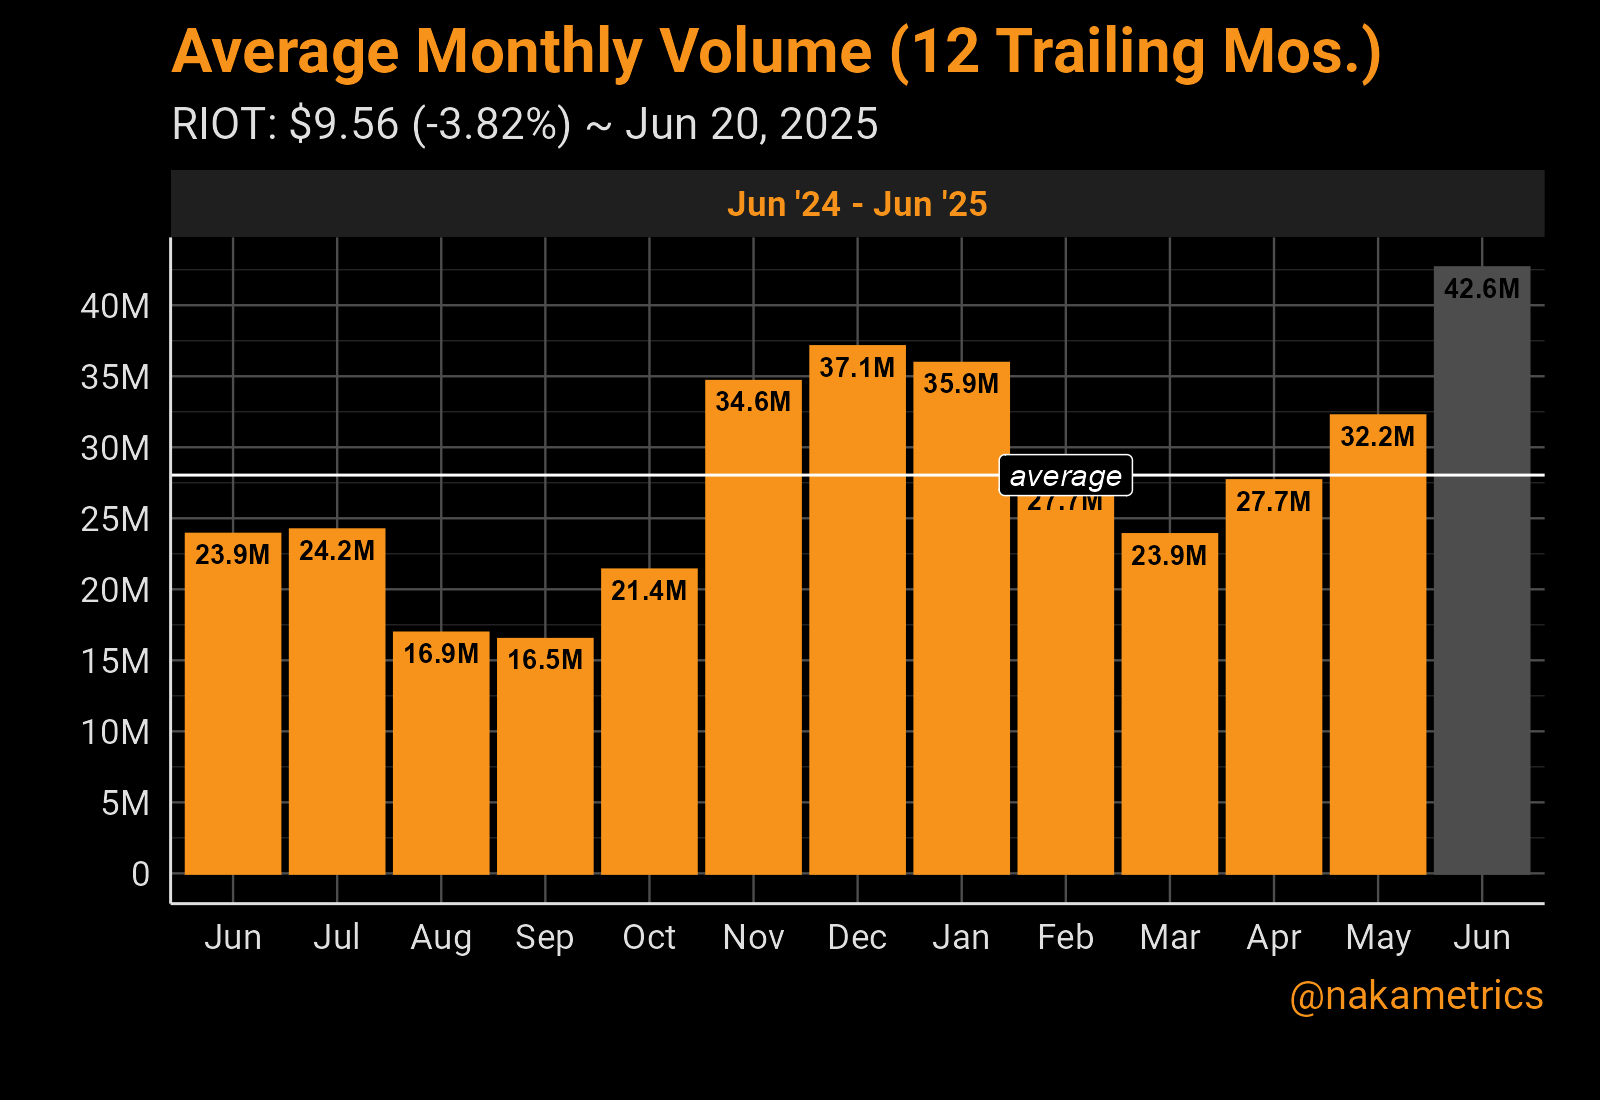 Average Monthly Volume (12 Trailing Mos.)
RIOT: $9.56 (-3.82%) ~ Jun 20, 2025
Jun '24 - Jun '25
40M
35M
30M
25M
20M
15M
10M
5M
0
23.9M
24.2M
16.9M
16.5M
21.4M
34.6M
37.1M
35.9M
average
27.7M
23.9M
27.7M
32.2M
42.6M
Jun Jul Aug Sep Oct Nov Dec Jan Feb Mar Apr May Jun
@nakametrics